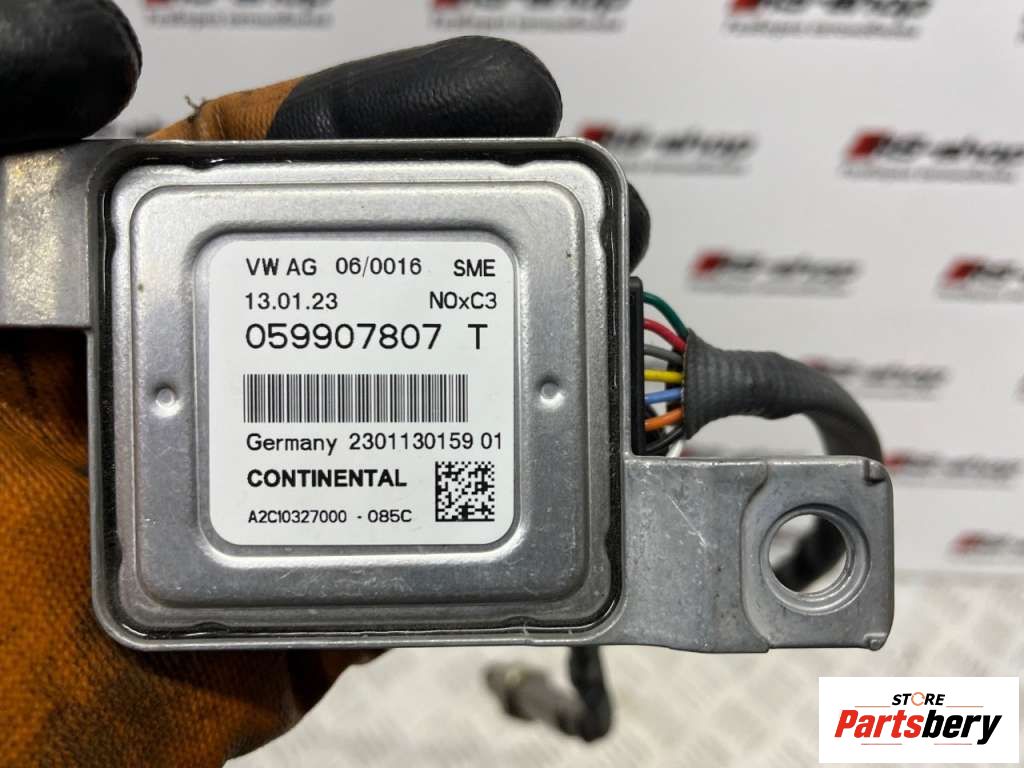 VW AG 06/0016 SME
13.01.23 NOxC3
059907807 T
Germany 2301130159 01
CONTINENTAL
A2C10327000 - 085C
STORE
Partsbery